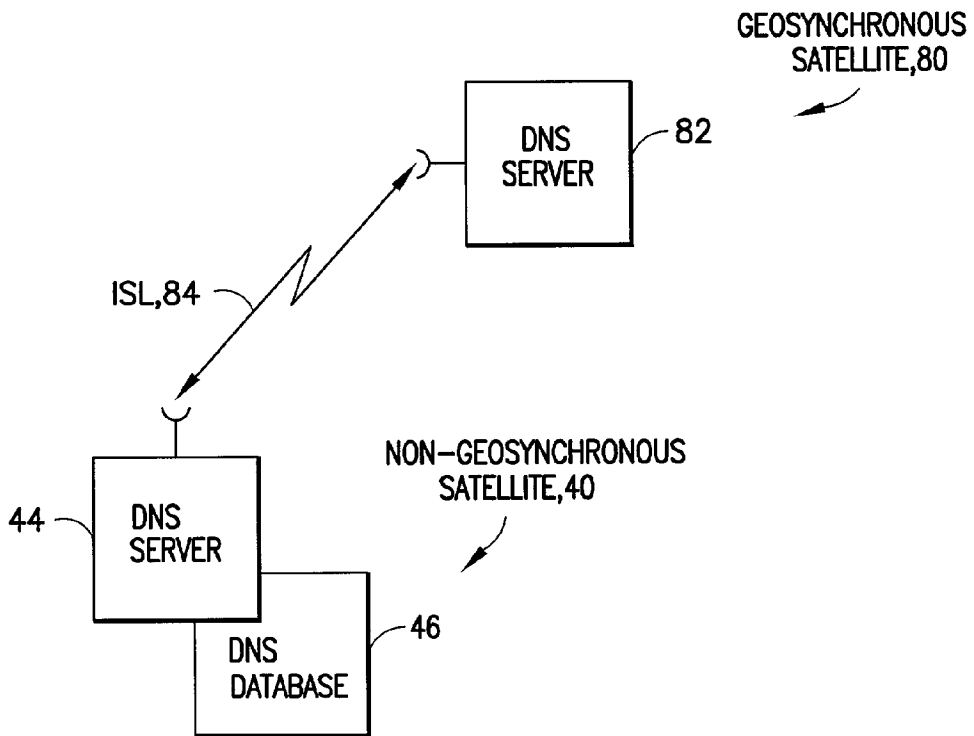 GEOSYNCHRONOUS
SATELLITE,80
DNS
SERVER
82
ISL,84
NON-GEOSYNCHRONOUS
SATELLITE,40
44
DNS
SERVER
46
DNS
DATABASE